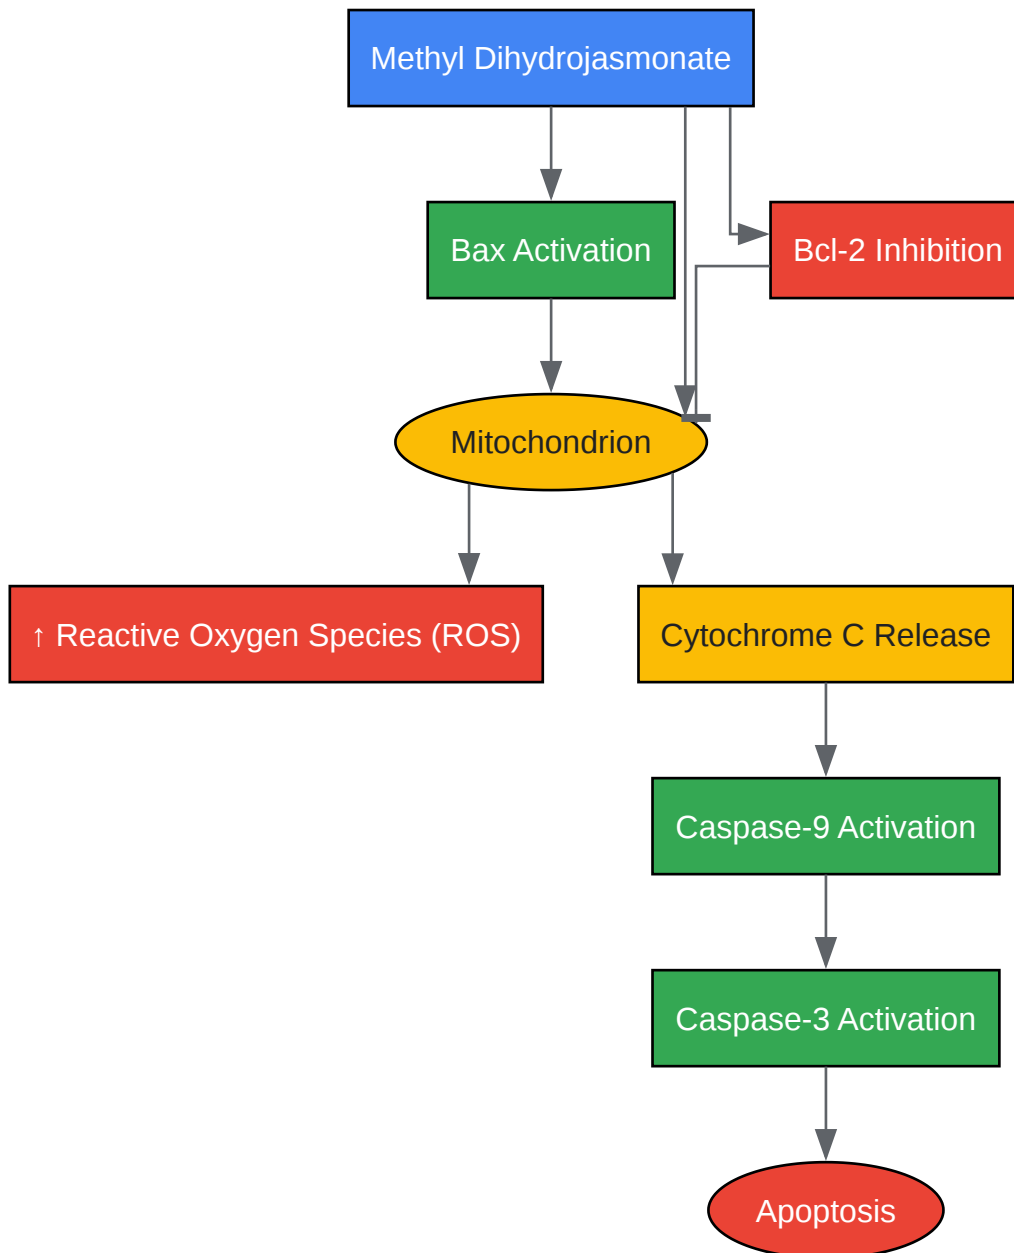 Methyl Dihydrojasmonate
Bax Activation
Bcl-2 Inhibition
Mitochondrion
↑ Reactive Oxygen Species (ROS)
Cytochrome C Release
Caspase-9 Activation
Caspase-3 Activation
Apoptosis